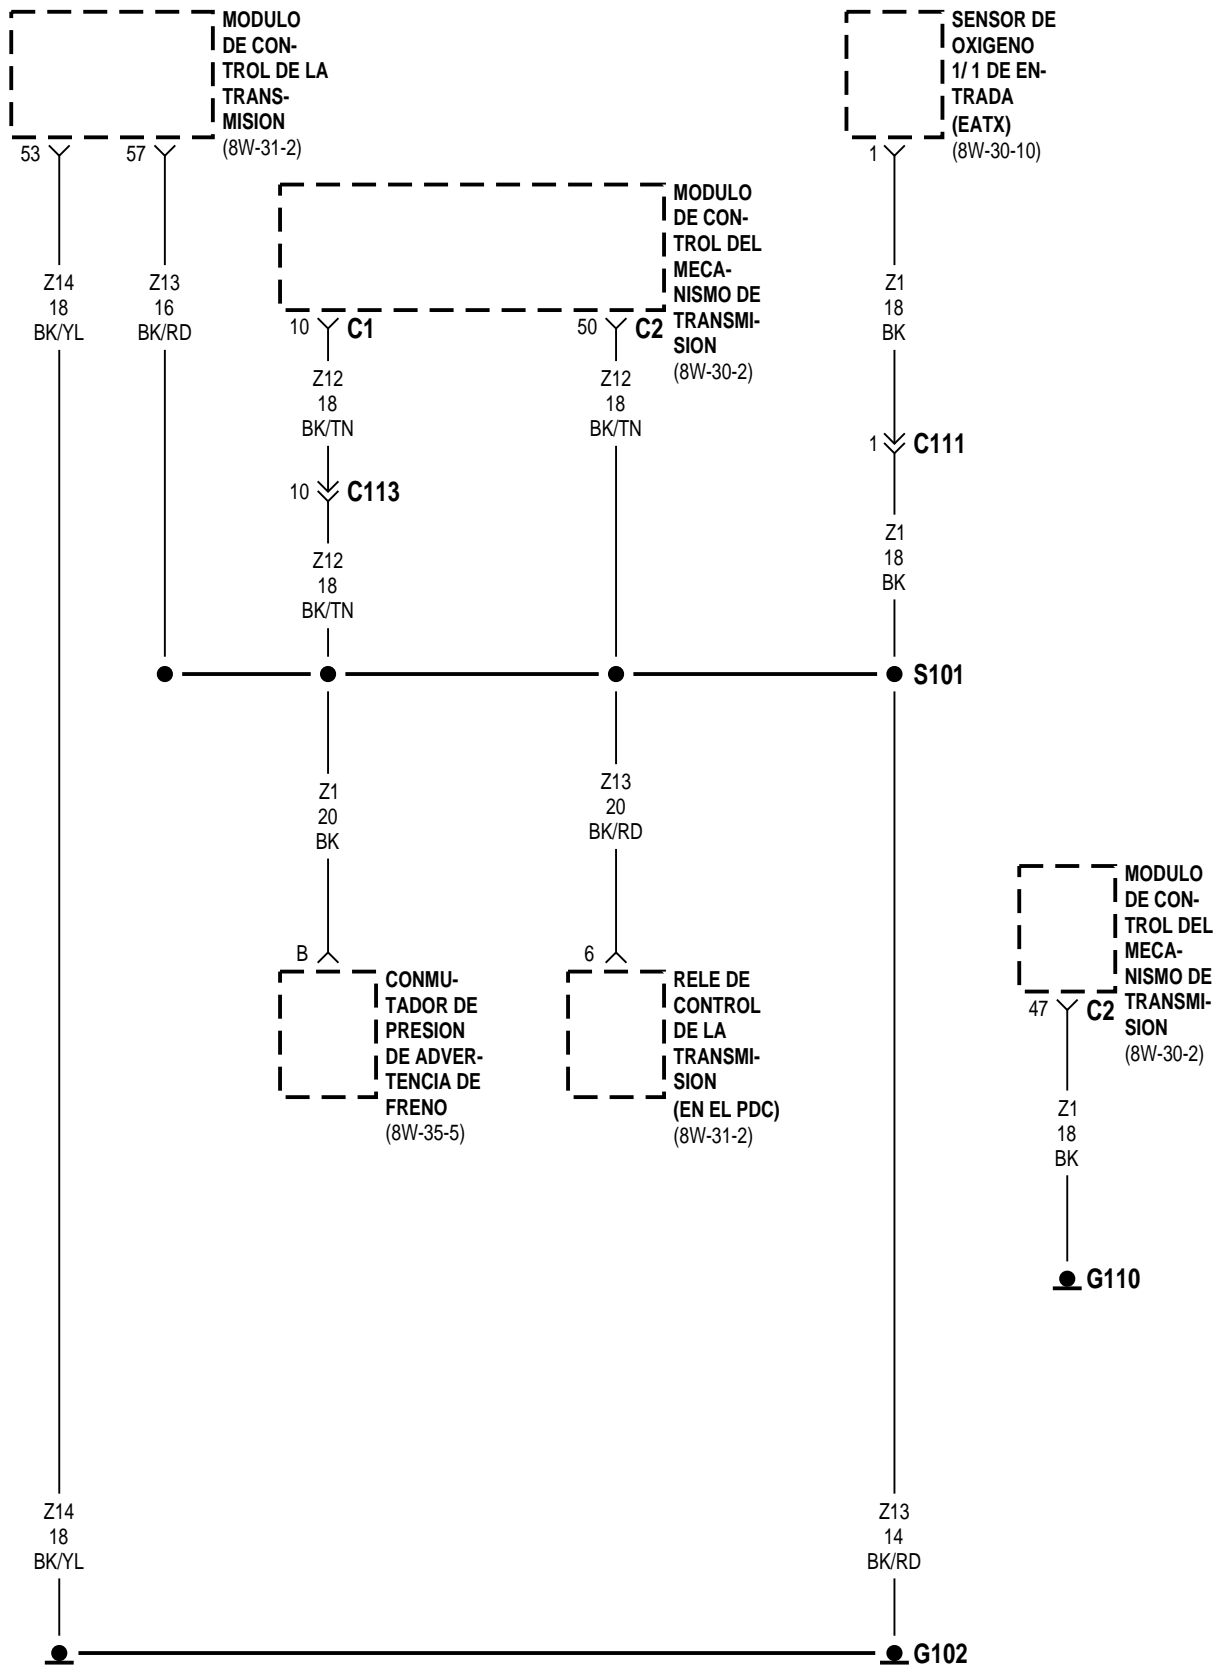 MODULO
DE CON-
TROL DE LA
TRANS-
MISION
(8W-31-2)
53
57
SENSOR DE
OXIGENO
1/ 1 DE EN-
TRADA
(EATX)
(8W-30-10)
1
MODULO
DE CON-
TROL DEL
MECA-
NISMO DE
TRANSMI-
SION
(8W-30-2)
10
C1
50
C2
Z14
18
BK/YL
Z13
16
BK/RD
Z12
18
BK/TN
Z12
18
BK/TN
Z1
18
BK
1
C111
10
C113
Z12
18
BK/TN
Z1
18
BK
S101
Z1
20
BK
Z13
20
BK/RD
B
CONMU-
TADOR DE
PRESION
DE ADVER-
TENCIA DE
FRENO
(8W-35-5)
6
RELE DE
CONTROL
DE LA
TRANSMI-
SION
(EN EL PDC)
(8W-31-2)
MODULO
DE CON-
TROL DEL
MECA-
NISMO DE
TRANSMI-
SION
(8W-30-2)
47
C2
Z1
18
BK
G110
Z14
18
BK/YL
Z13
14
BK/RD
G102